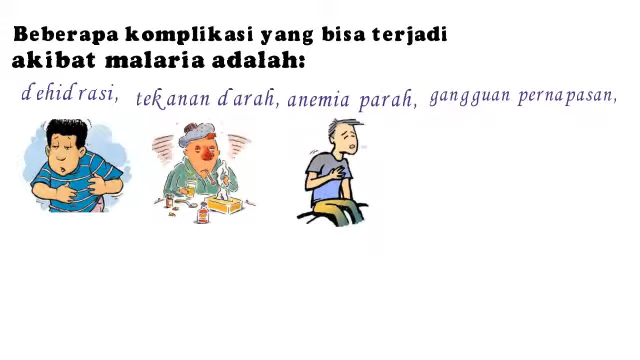 Beberapa komplikasi yang bisa terjadi
akibat malaria adalah:
dehidrasi, tekanan darah, anemia parah, gangguan pernapasan,